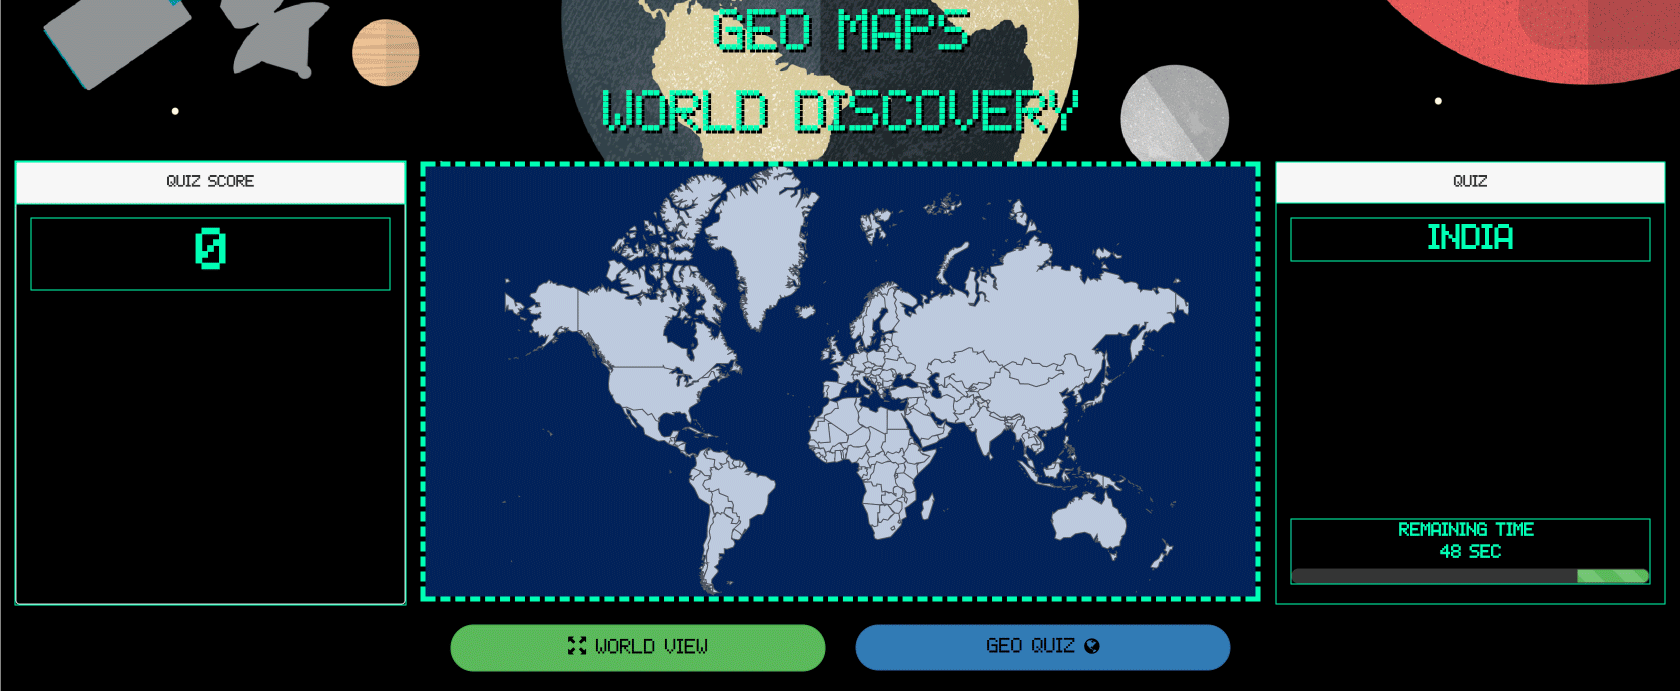 GEO MAPS
WORLD DISCOVERY
QUIZ SCORE
0
QUIZ
INDIA
REMAINING TIME
48 SEC
WORLD VIEW
GEO QUIZ